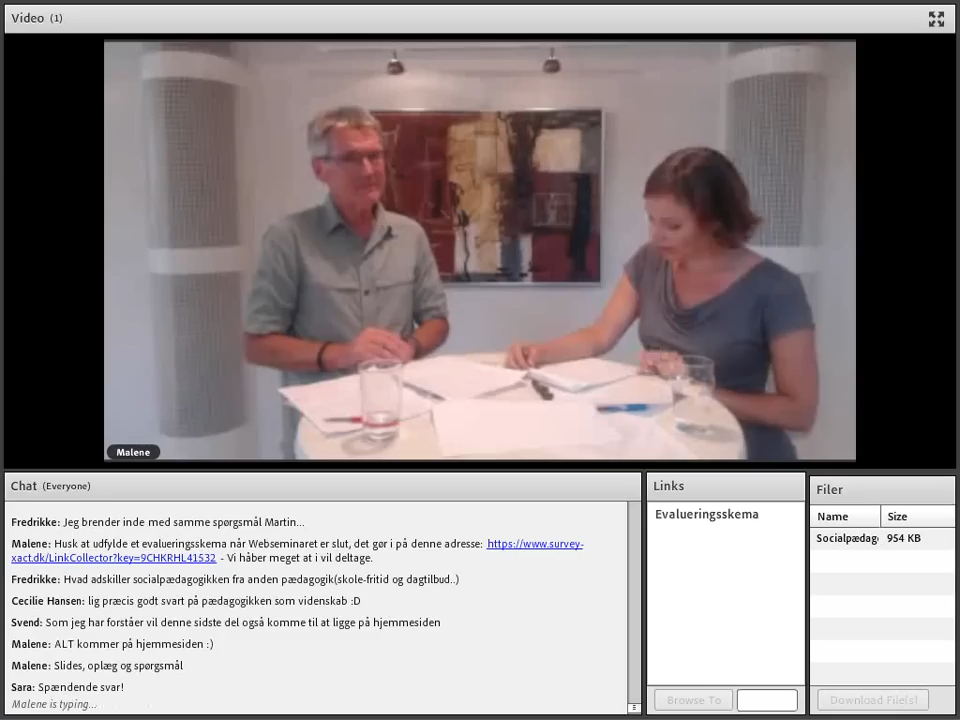 Video (1)
Malene
Chat (Everyone)
Fredrikke: Jeg brender inde med samme spørgsmål Martin...
Malene: Husk at udfylde et evalueringsskema når Webseminaret er slut, det gør i på denne adresse: https://www.survey-
xact.dk/LinkCollector?key=9CHKRHL41532 - Vi håber meget at i vil deltage.
Fredrikke: Hvad adskiller socialpædagogikken fra anden pædagogik(skole-fritid og dagtilbud..)
Cecilie Hansen: lig præcis godt svart på pædagogikken som videnskab :D
Svend: Som jeg har forståer vil denne sidste del også komme til at ligge på hjemmesiden
Malene: ALT kommer på hjemmesiden :)
Malene: Slides, oplæg og spørgsmål
Sara: Spændende svar!
Malene is typing...
Links
Evalueringsskema
Browse To
Filer
Name Size
Socialpædag 954 KB
Download File(s)